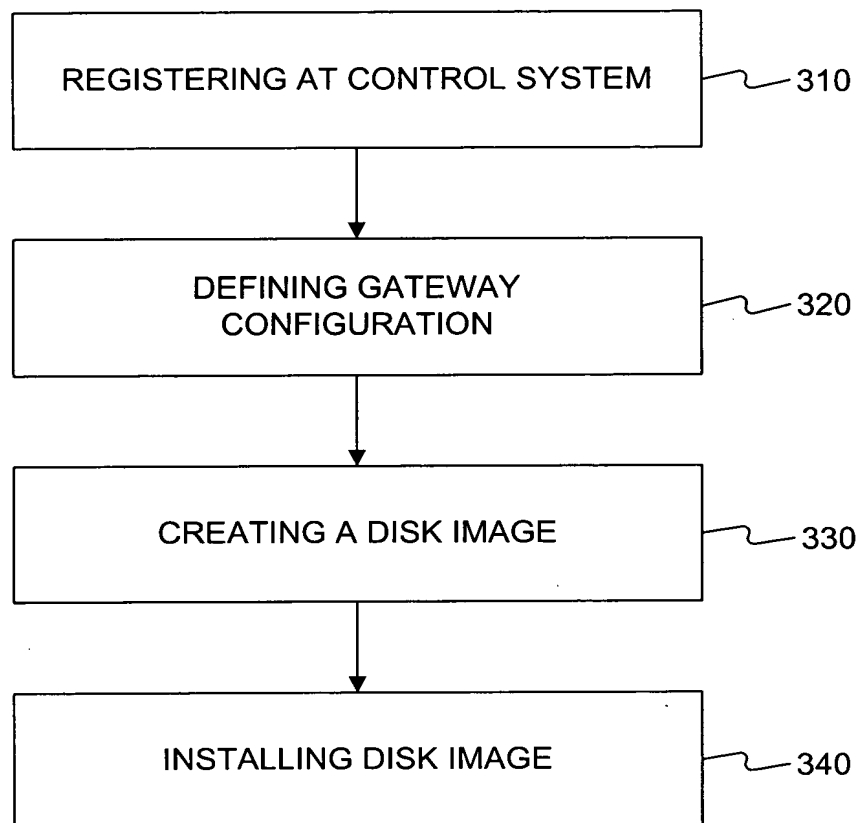 REGISTERING AT CONTROL SYSTEM
310
DEFINING GATEWAY
CONFIGURATION
320
CREATING A DISK IMAGE
330
INSTALLING DISK IMAGE
340